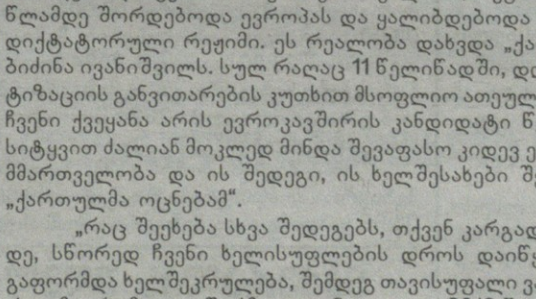 წლამდე შორდებოდა ევროპას და ყალიბდებოდა
დიქტატორული რეჟიმი. ეს რეალობა დახვდა „ქა
ბიძინა ივანიშვილს. სულ რაღაც 11 წელიწადში, დ
ტიზაციის განვითარების კუთხით მსოფლიო ათეულ
ჩვენი ქვეყანა არის ევროკავშირის კანდიდატი წ
სიტყვით ძალიან მოკლედ მინდა შევაფასო კიდევ ე
მმართველობა და ის შედეგი, ის ხელშესახები შ
„ქართულმა ოცნებამ“.
„რაც შეეხება სხვა შედეგებს, თქვენ კარგად
დე, სწორედ ჩვენი ხელისუფლების დროს დაიწყ
გაფორმდა ხელშეკრულება, შემდეგ თავისუფალი ვ